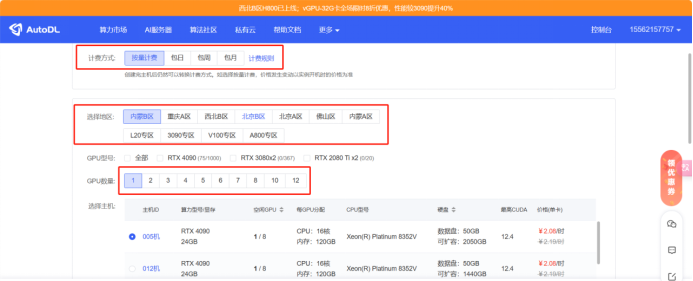 西北B区H800已上线; vGPU-32G卡全场限时8折优惠, 性能较3090提升40%
AutoDL 算力市场 AI服务器 算法社区 私有云 帮助文档 更多 控制台 15562157757
计费方式: 按量计费 包日 包周 包月 计费规则
创建完主机后仍然可以转换计费方式。如选择按量计费, 价格发生变动以实例开机时的价格为准
选择地区: 内蒙B区 重庆A区 西北B区 北京B区 北京A区 佛山区 内蒙A区
L20专区 3090专区 V100专区 A800专区
GPU型号: 全部 RTX 4090 (75/1000) RTX 3080x2 (0/367) RTX 2080 Ti x2 (0/20)
GPU数量: 1 2 3 4 5 6 7 8 10 12
选择主机: 主机ID 算力型号/显存 空闲GPU 每GPU分配 CPU型号 硬盘 最高CUDA 价格(单卡)
005机 RTX 4090 24GB 1 / 8 CPU: 16核 内存: 120GB Xeon(R) Platinum 8352V 数据盘: 50GB 可扩容: 2050GB 12.4 ¥2.08/时 ¥2.19/时
012机 RTX 4090 24GB 1 / 8 CPU: 16核 内存: 120GB Xeon(R) Platinum 8352V 数据盘: 50GB 可扩容: 1440GB 12.4 ¥2.08/时 ¥2.19/时
领优惠券